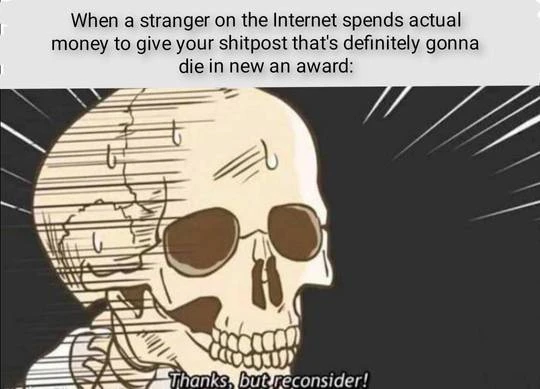 When a stranger on the Internet spends actual
money to give your shitpost that's definitely gonna
die in new an award:
Thanks, but reconsider!